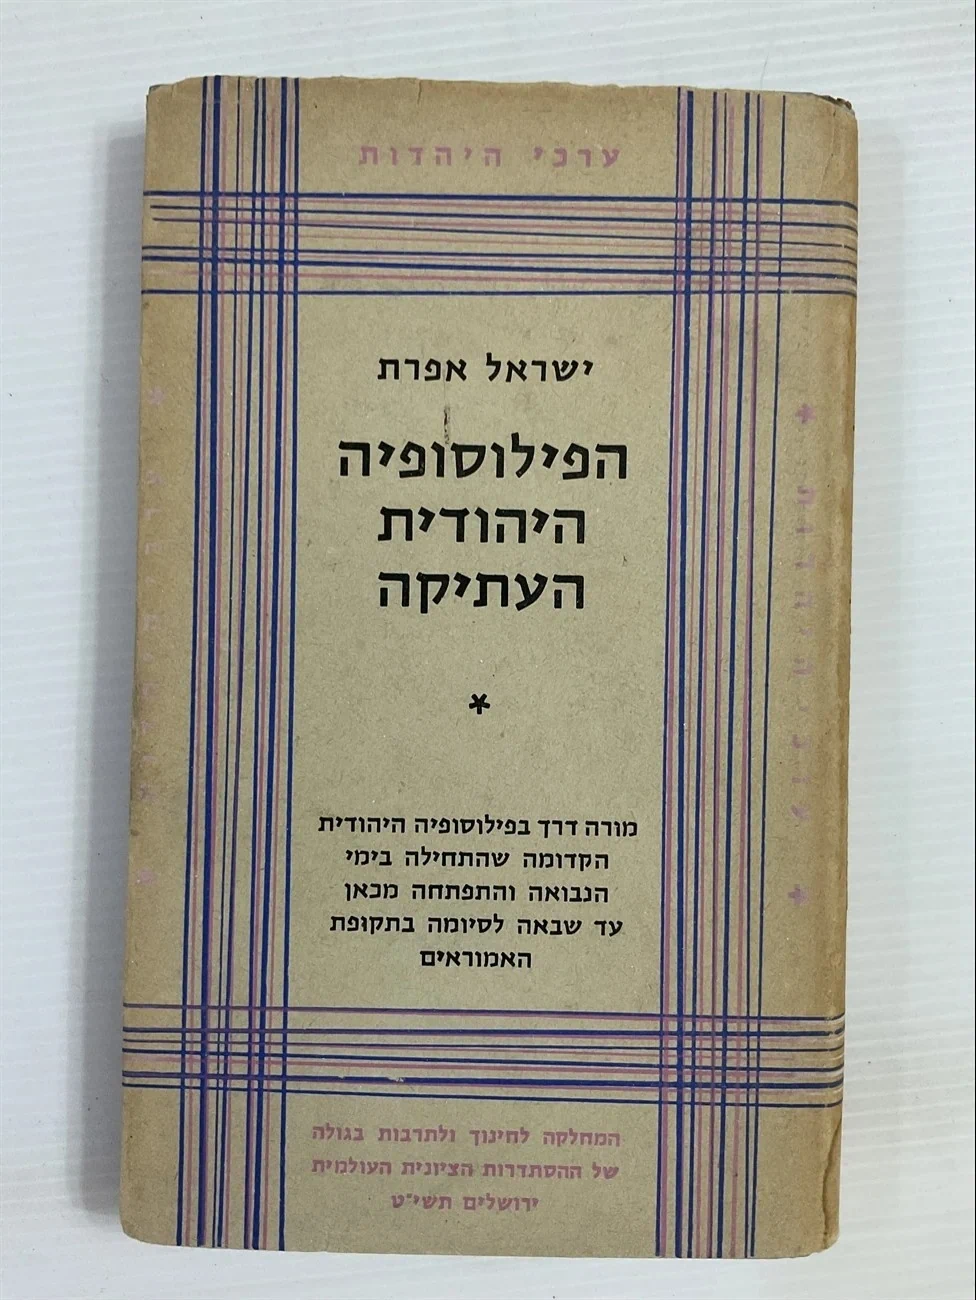 ערכי היהדות
ישראל אפרת
הפילוסופיה
היהודית
העתיקה
מורה דרך בפילוסופיה היהודית
הקדומה שהתחילה בימי
הנבואה והתפתחה מכאן
עד שבאה לסיומה בתקופת
האמוראים
המחלקה לחינוך ולתרבות בגולה
של ההסתדרות הציונית העולמית
ירושלים תשי״ט